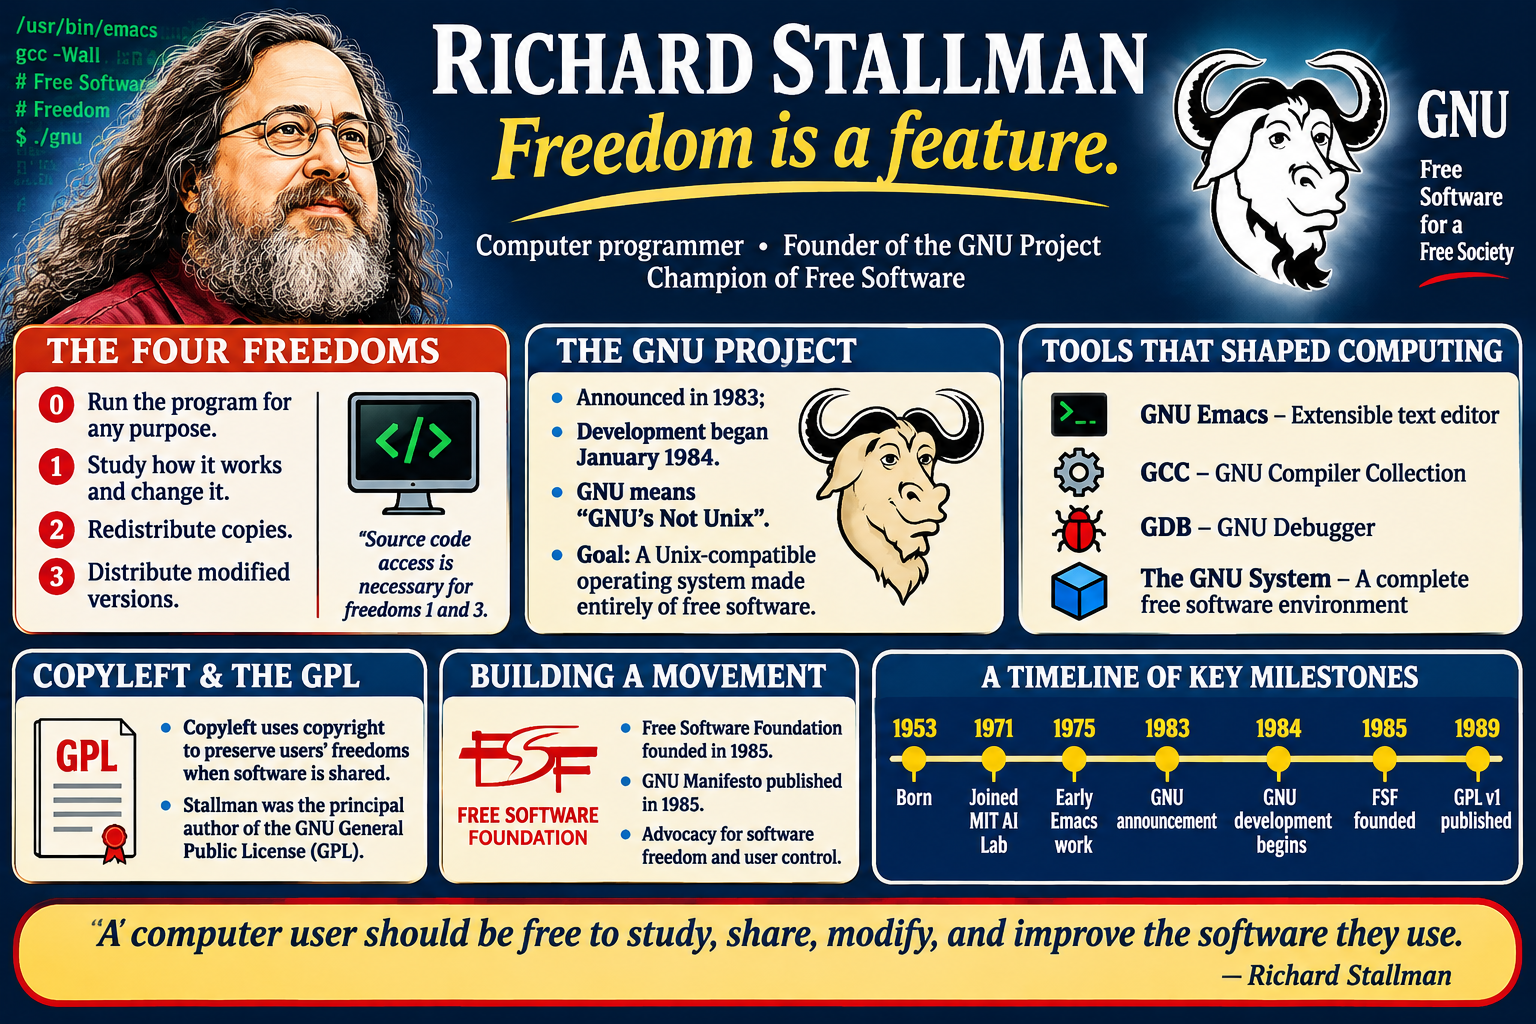 /usr/bin/emacs
gcc -Wall
# Free Software
# Freedom
$ ./gnu
RICHARD STALLMAN
Freedom is a feature.
Computer programmer • Founder of the GNU Project
Champion of Free Software
GNU
Free
Software
for a
Free Society
THE FOUR FREEDOMS
0 Run the program for
any purpose.
1 Study how it works
and change it.
2 Redistribute copies.
3 Distribute modified
versions.
</>
“Source code
access is
necessary for
freedoms 1 and 3.
THE GNU PROJECT
• Announced in 1983;
• Development began
January 1984.
• GNU means
“GNU’s Not Unix”.
• Goal: A Unix-compatible
operating system made
entirely of free software.
TOOLS THAT SHAPED COMPUTING
>_--
GNU Emacs – Extensible text editor
GCC – GNU Compiler Collection
GDB – GNU Debugger
The GNU System – A complete
free software environment
COPYLEFT & THE GPL
GPL
• Copyleft uses copyright
to preserve users’ freedoms
when software is shared.
• Stallman was the principal
author of the GNU General
Public License (GPL).
BUILDING A MOVEMENT
FSF
FREE SOFTWARE
FOUNDATION
• Free Software Foundation
founded in 1985.
• GNU Manifesto published
in 1985.
• Advocacy for software
freedom and user control.
A TIMELINE OF KEY MILESTONES
1953 1971 1975 1983 1984 1985 1989
Born
Joined
MIT AI
Lab
Early
Emacs
work
GNU
announcement
GNU
development
begins
FSF
founded
GPL v1
published
“A’ computer user should be free to study, share, modify, and improve the software they use.
— Richard Stallman